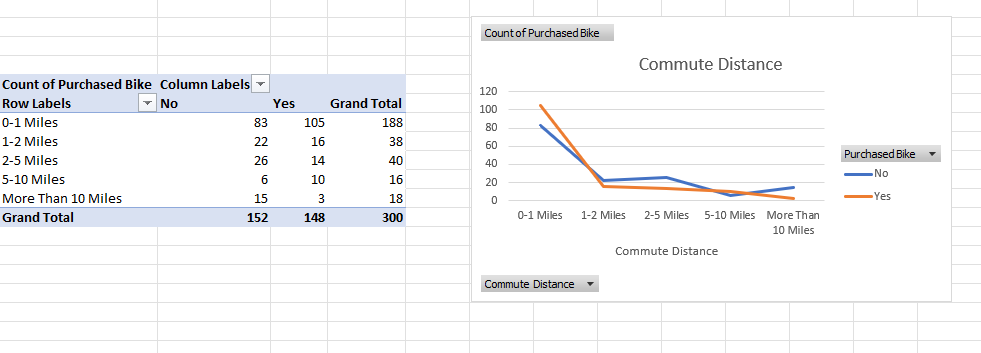 Count of Purchased Bike Column Labels
Row Labels No Yes Grand Total
0-1 Miles 83 105 188
1-2 Miles 22 16 38
2-5 Miles 26 14 40
5-10 Miles 6 10 16
More Than 10 Miles 15 3 18
Grand Total 152 148 300
Count of Purchased Bike
Commute Distance
120
100
80
60
40
20
0
0-1 Miles 1-2 Miles 2-5 Miles 5-10 Miles More Than
10 Miles
Commute Distance
Purchased Bike
No
Yes
Commute Distance